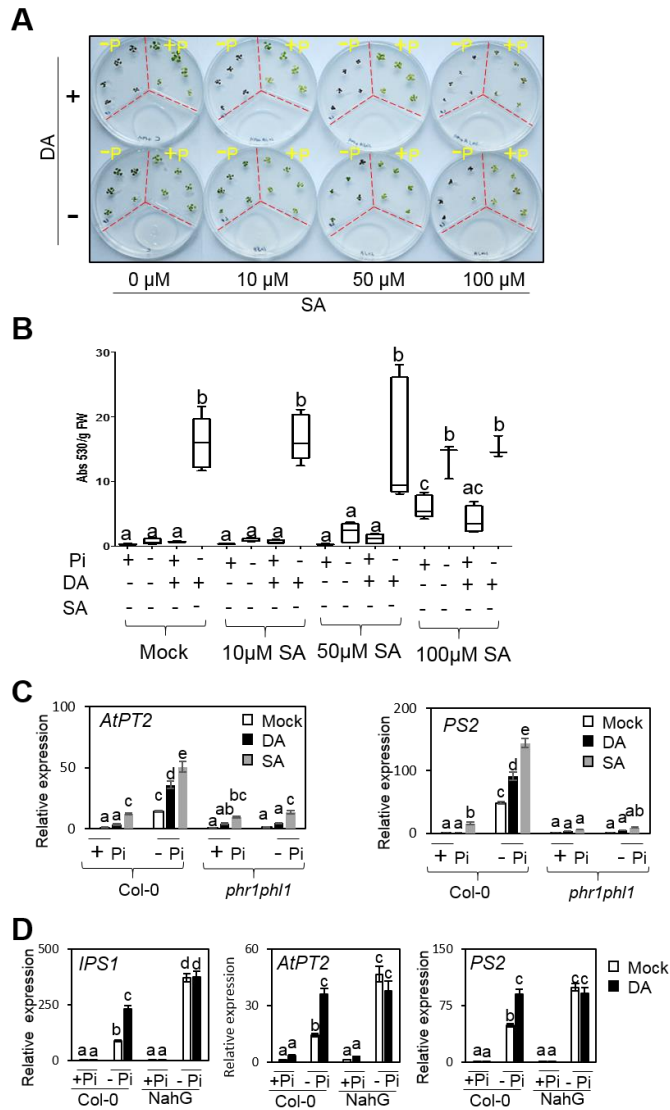 A
-P +P -P +P -P +P -P +P
+
DA
-P +P -P +P -P +P -P +P
-
0 µM 10 µM 50 µM 100 µM
SA
B
30
20
10
0
Abs 530/g FW
a a a b a a a b a a a b c b ac b
Pi + - + - + - + - + - + - + - + -
DA - - + + - - + + - - + + - - + +
SA - - - - - - - - - - - - - - - -
Mock 10µM SA 50µM SA 100µM SA
C
Relative expression
100
50
0
AtPT2
Mock
DA
SA
a a c c d e a ab bc a a c
+ Pi - Pi + Pi - Pi
Col-0 phr1phl1
Relative expression
200
100
0
PS2
Mock
DA
SA
a a b c d e a a a a a ab
+ Pi - Pi + Pi - Pi
Col-0 phr1phl1
D
Relative expression
500
250
0
IPS1
a a b c a a d d
+Pi - Pi +Pi - Pi
Col-0 NahG
Relative expression
60
30
0
AtPT2
a a b c a a c c
+Pi - Pi +Pi - Pi
Col-0 NahG
Relative expression
150
75
0
PS2
a a b c a a c c
+Pi - Pi +Pi - Pi
Col-0 NahG
Mock
DA